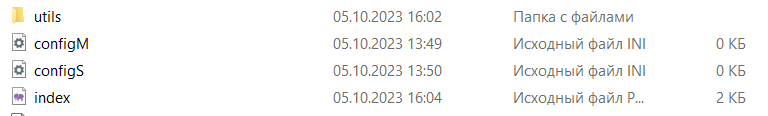 utils 05.10.2023 16:02 Папка с файлами
configM 05.10.2023 13:49 Исходный файл INI 0 КБ
configS 05.10.2023 13:50 Исходный файл INI 0 КБ
index 05.10.2023 16:04 Исходный файл P... 2 КБ